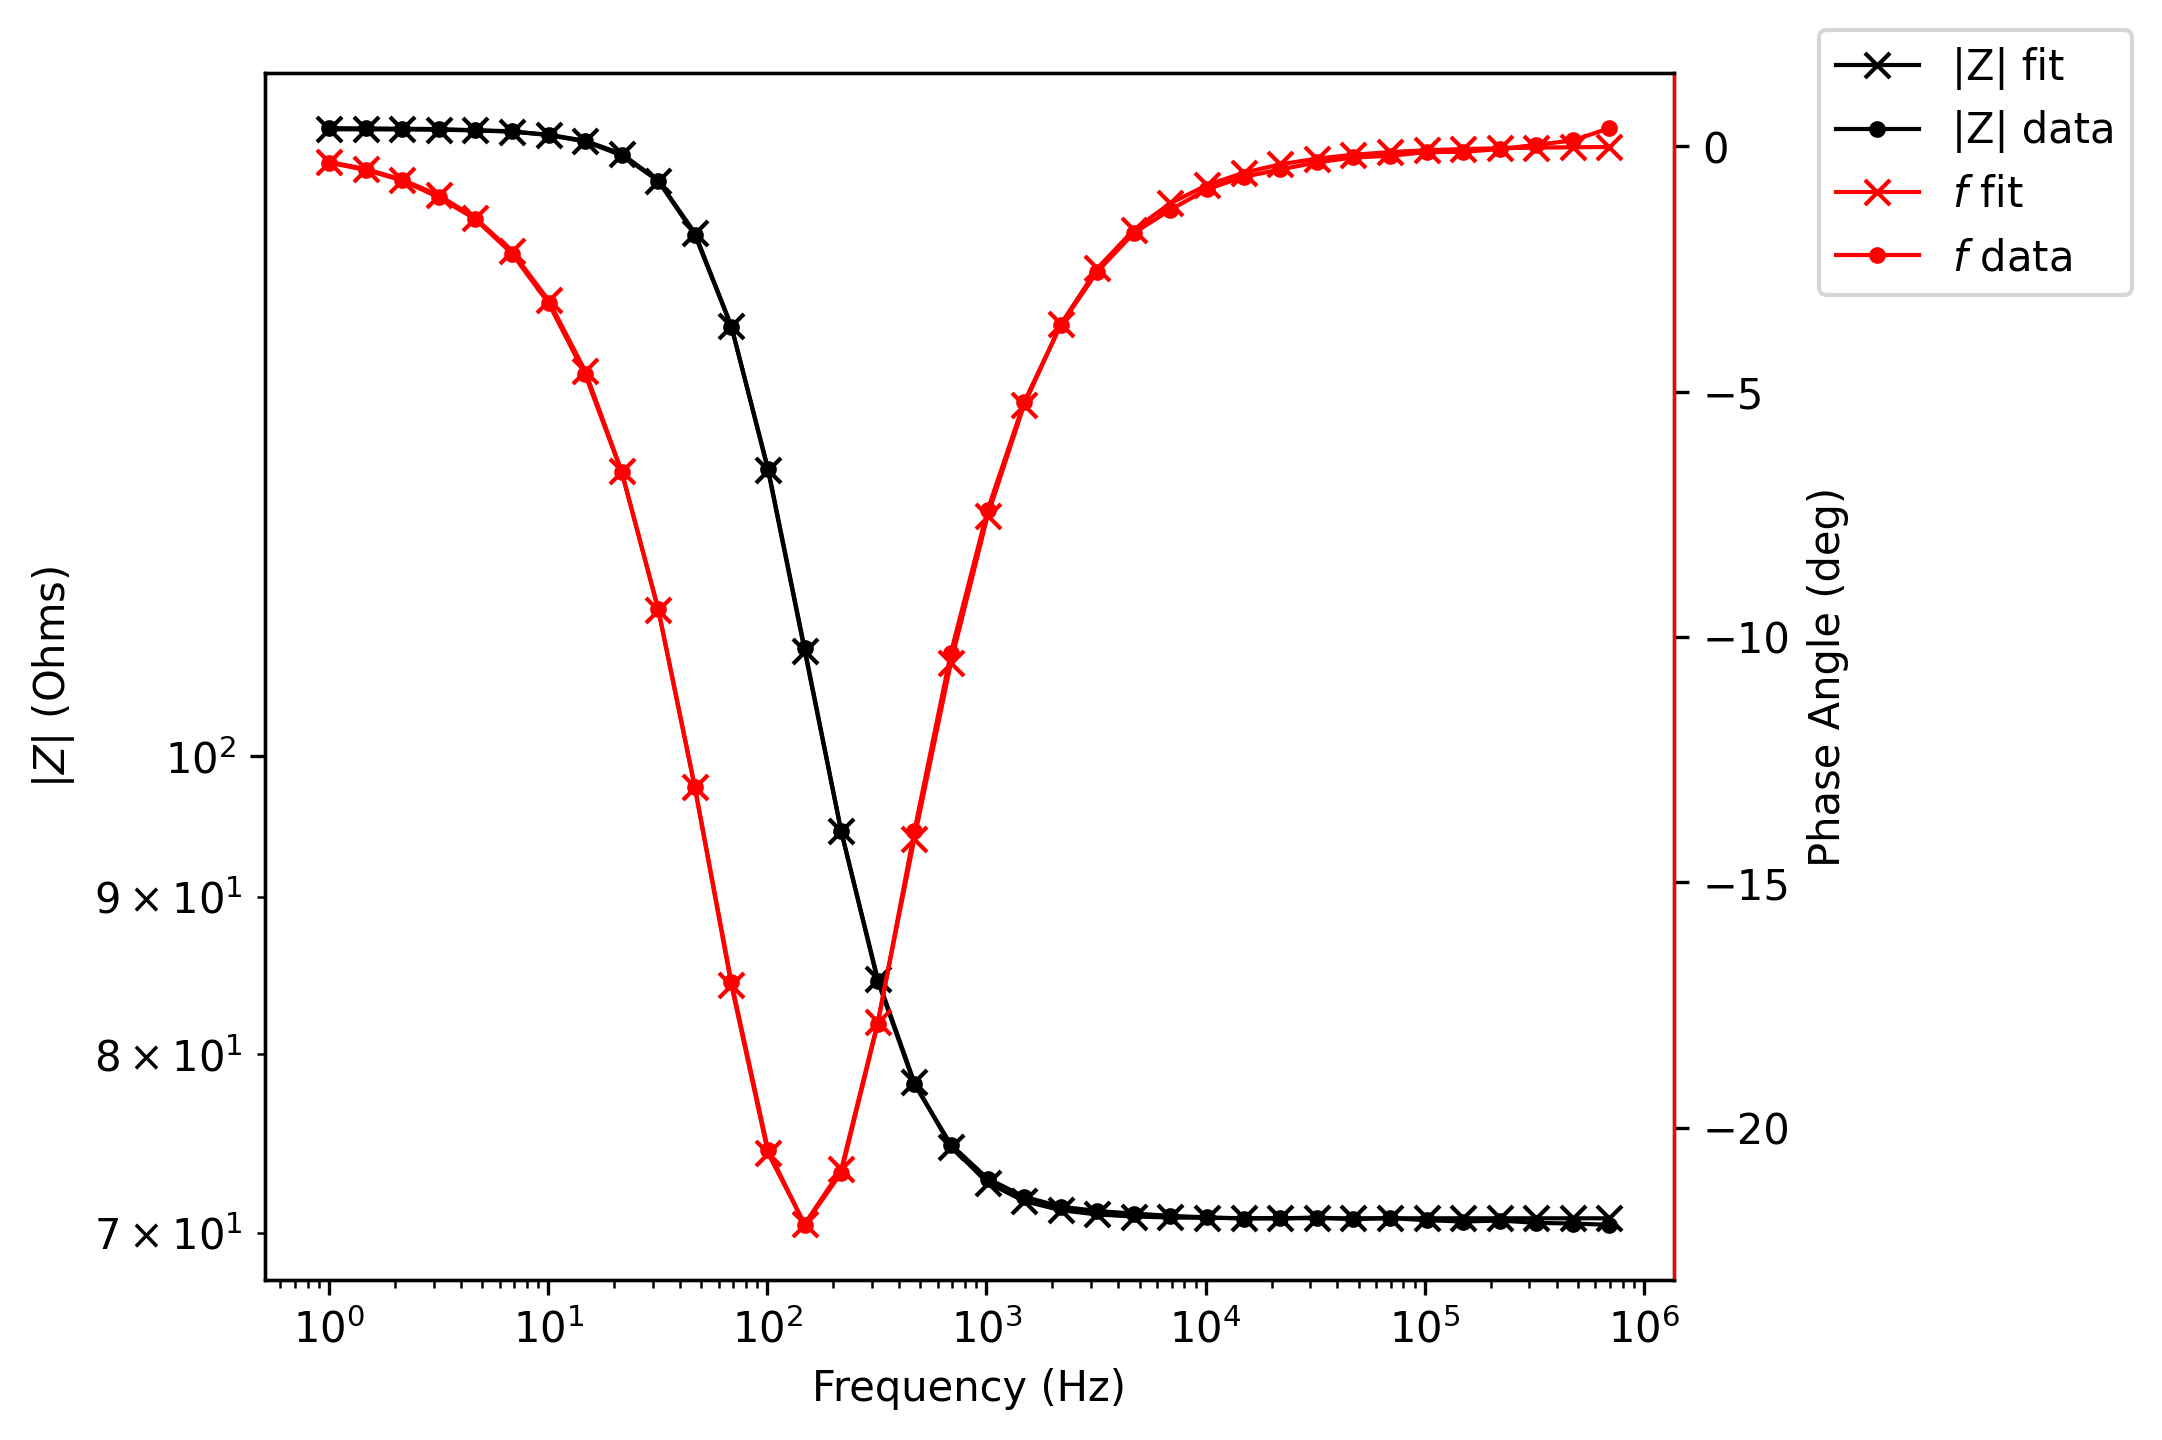 |Z| fit
|Z| data
f fit
f data
|Z| (Ohms)
10²
9 × 10¹
8 × 10¹
7 × 10¹
0
−5
−10
−15
−20
Phase Angle (deg)
10⁰ 10¹ 10² 10³ 10⁴ 10⁵ 10⁶
Frequency (Hz)